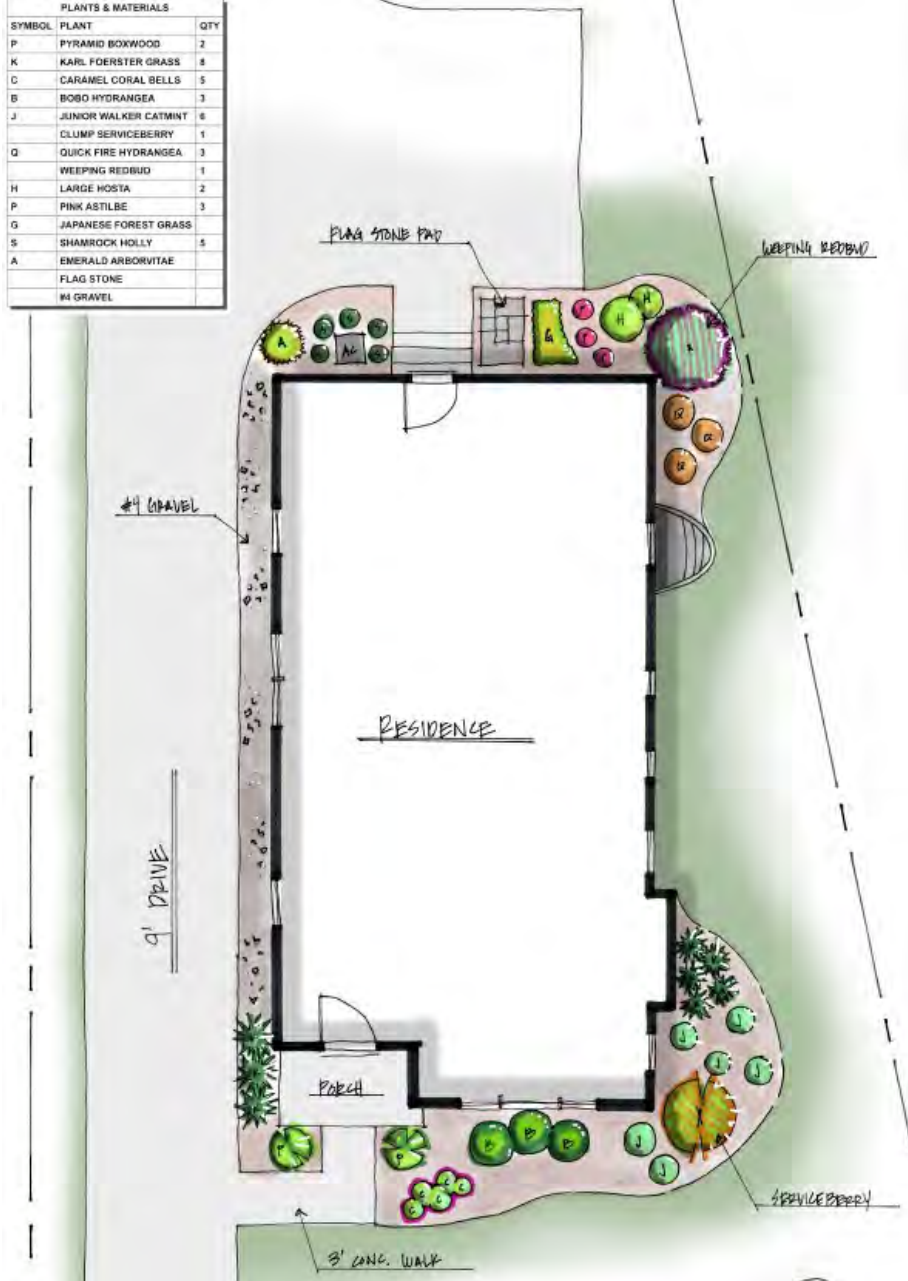 PLANTS & MATERIALS
SYMBOL PLANT QTY
P PYRAMID BOXWOOD 2
K KARL FOERSTER GRASS 8
C CARAMEL CORAL BELLS 5
B BOBO HYDRANGEA 3
J JUNIOR WALKER CATMINT 6
CLUMP SERVICEBERRY 1
Q QUICK FIRE HYDRANGEA 3
WEEPING REDBUD 1
H LARGE HOSTA 2
P PINK ASTILBE 3
G JAPANESE FOREST GRASS
S SHAMROCK HOLLY 5
A EMERALD ARBORVITAE
FLAG STONE
#4 GRAVEL
FLAG STONE PAD
WEEPING REDBUD
A
AC
G
H
H
Q
Q
Q
#4 GRAVEL
RESIDENCE
9' DRIVE
PORCH
J
J
J
J
P
P
B
B
B
J
J
C
C
C
C
C
SERVICEBERRY
3' CONC. WALK